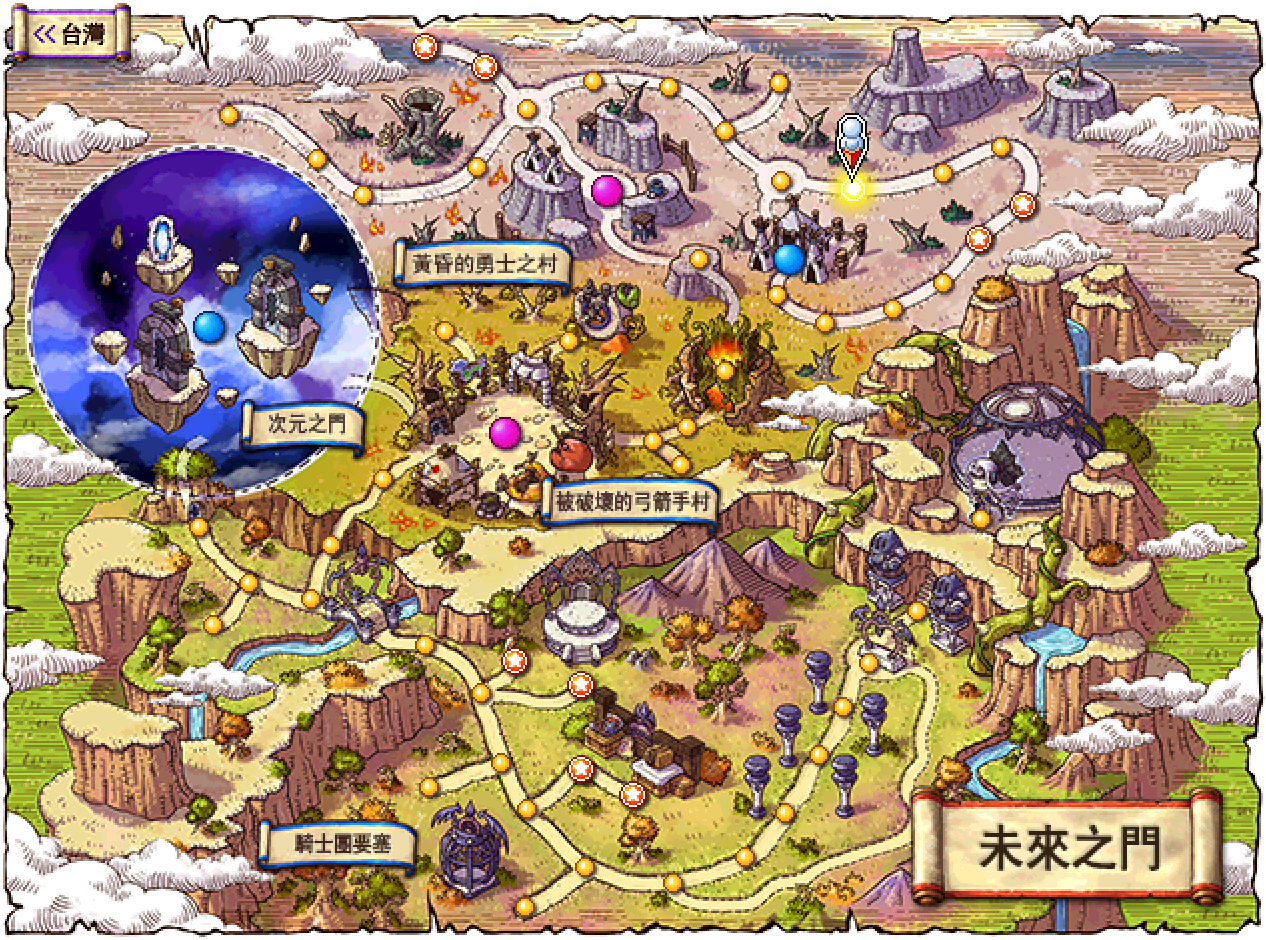 << 台灣
黃昏的勇士之村
次元之門
被破壞的弓箭手村
騎士團要塞
未來之門